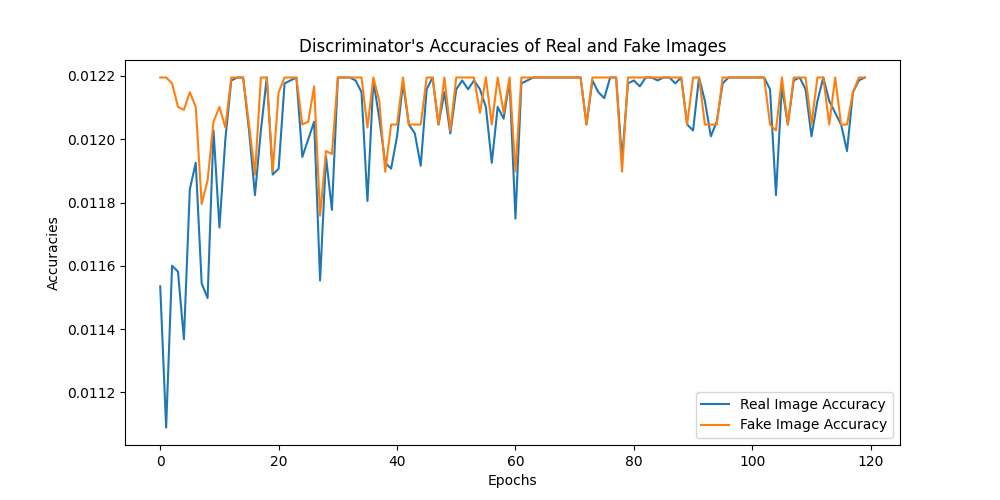 Discriminator's Accuracies of Real and Fake Images
0.0122
0.0120
0.0118
0.0116
0.0114
0.0112
Accuracies
Real Image Accuracy
Fake Image Accuracy
0 20 40 60 80 100 120
Epochs